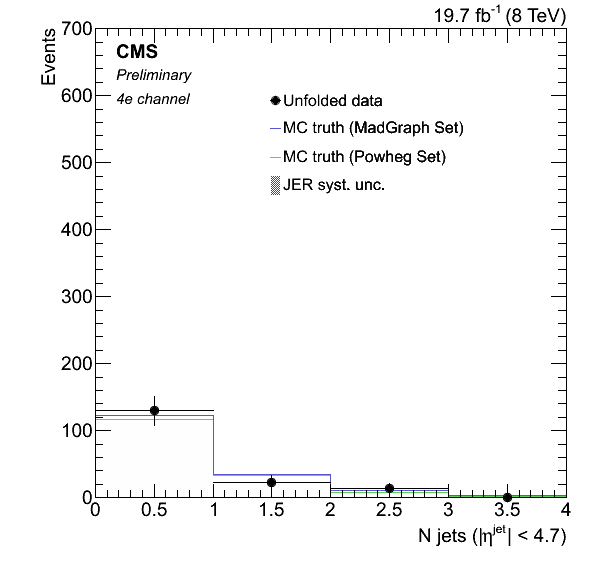 19.7 fb⁻¹ (8 TeV)
Events
700
600
500
400
300
200
100
0
CMS
Preliminary
4e channel
Unfolded data
MC truth (MadGraph Set)
MC truth (Powheg Set)
JER syst. unc.
0 0.5 1 1.5 2 2.5 3 3.5 4
N jets (|η^jet| < 4.7)